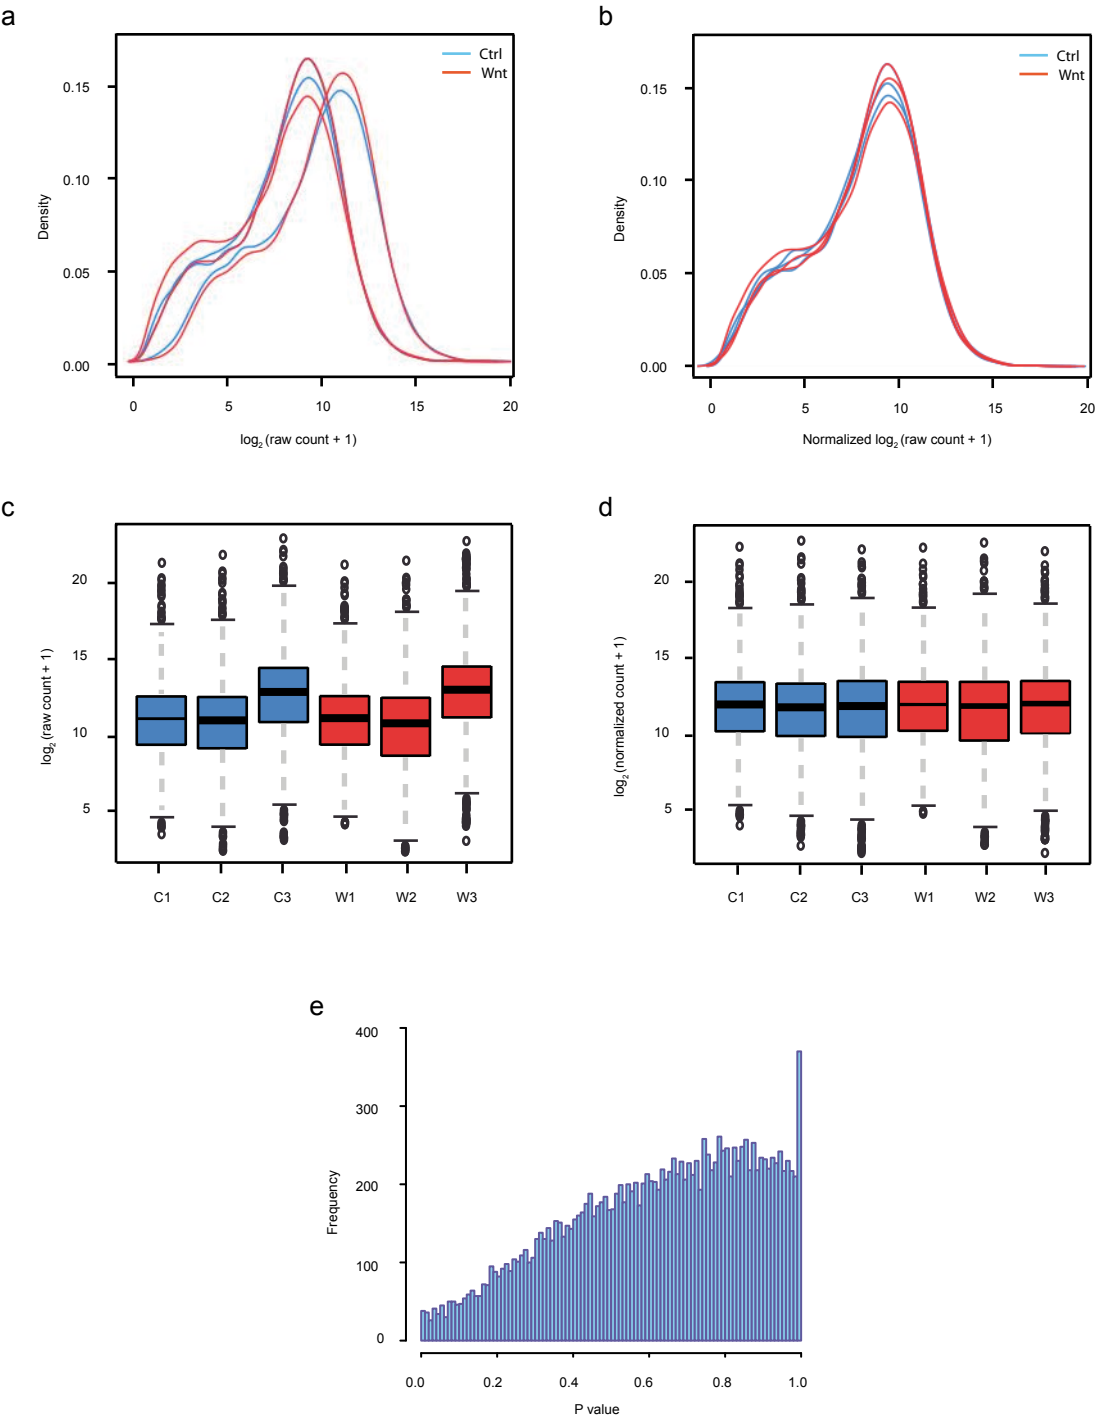 a
Ctrl
Wnt
0.15
0.10
0.05
0.00
Density
0 5 10 15 20
log2 (raw count + 1)
b
Ctrl
Wnt
0.15
0.10
0.05
0.00
Density
0 5 10 15 20
Normalized log2 (raw count + 1)
c
20
15
10
5
log2 (raw count + 1)
C1 C2 C3 W1 W2 W3
d
20
15
10
5
log2 (normalized count + 1)
C1 C2 C3 W1 W2 W3
e
400
300
200
100
0
Frequency
0.0 0.2 0.4 0.6 0.8 1.0
P value